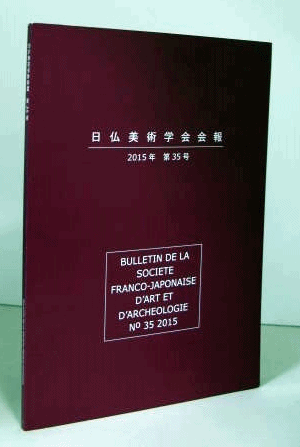 日仏美術学会会報
2015年 第35号
BULLETIN DE LA
SOCIETE
FRANCO-JAPONAISE
D'ART ET
D'ARCHEOLOGIE
Nº 35 2015